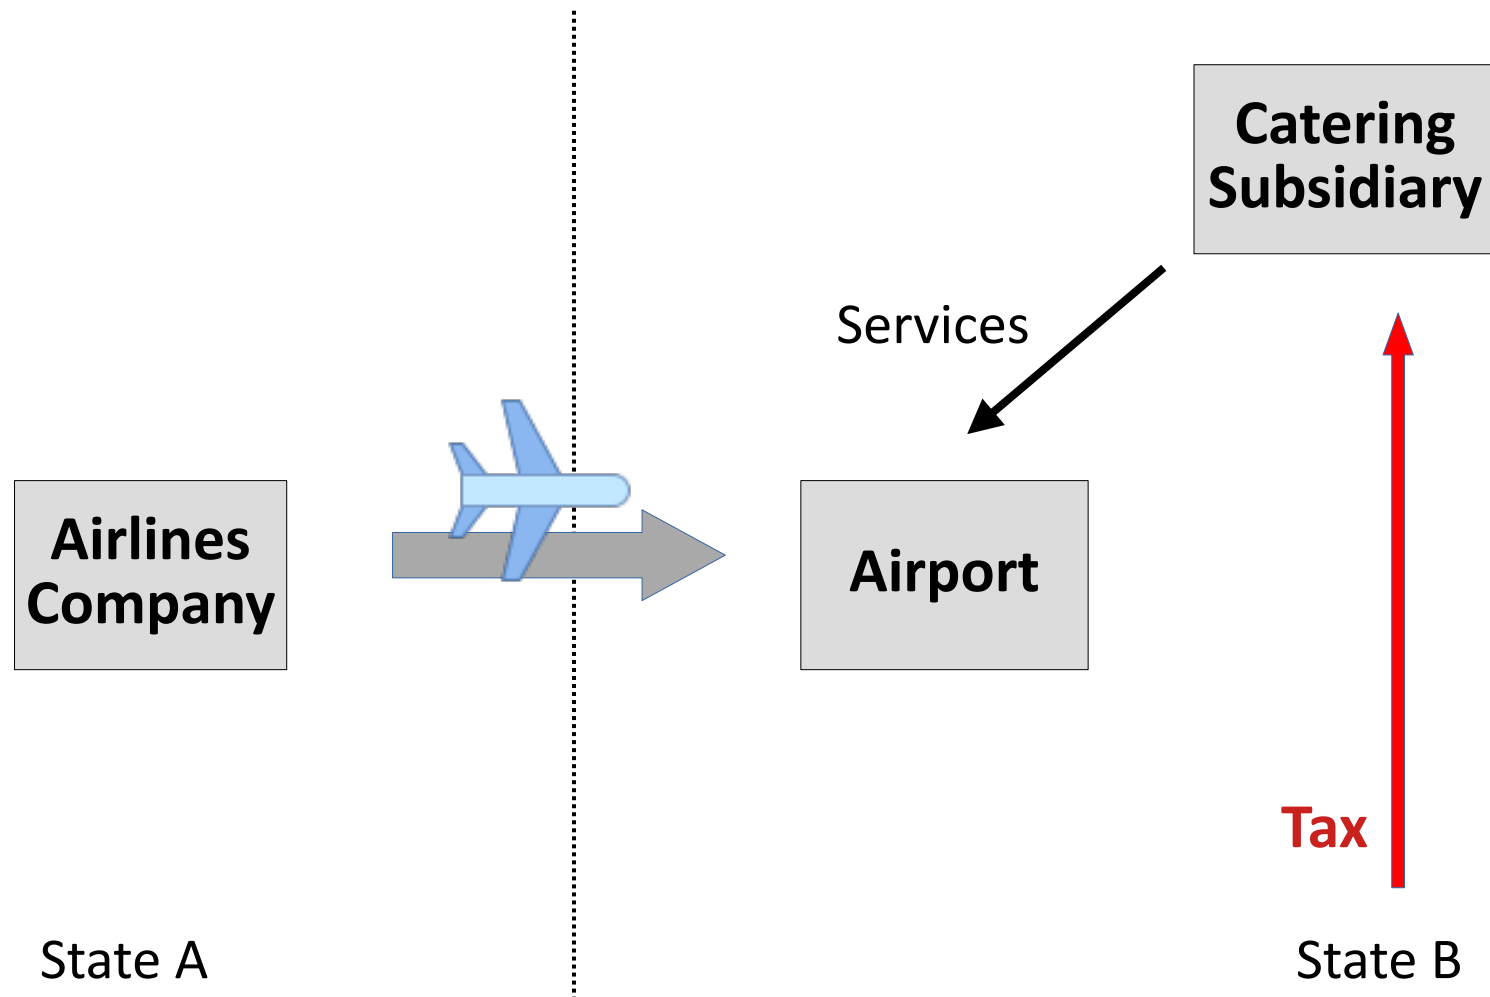 Catering
Subsidiary
Services
Airlines
Company
Airport
Tax
State A
State B